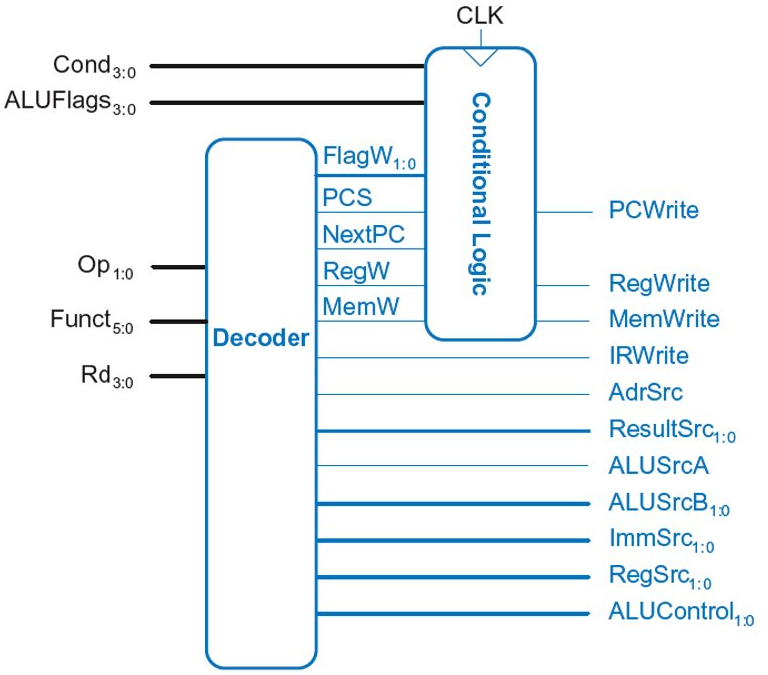 CLK
Cond3:0
ALUFlags3:0
Conditional Logic
FlagW1:0
PCS
PCWrite
NextPC
Op1:0
RegW
RegWrite
MemW
MemWrite
Funct5:0
Decoder
IRWrite
Rd3:0
AdrSrc
ResultSrc1:0
ALUSrcA
ALUSrcB1:0
ImmSrc1:0
RegSrc1:0
ALUControl1:0